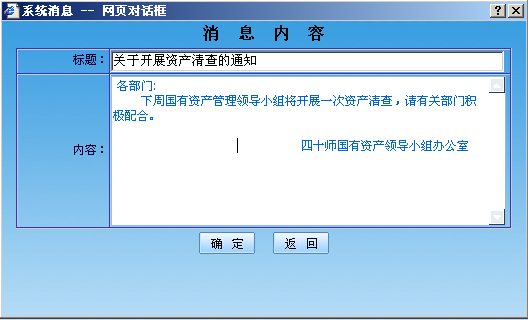 系统消息 -- 网页对话框
消 息 内 容
标题：
关于开展资产清查的通知
内容：
各部门:
下周国有资产管理领导小组将开展一次资产清查，请有关部门积
极配合。
四十师国有资产领导小组办公室
确 定
返 回